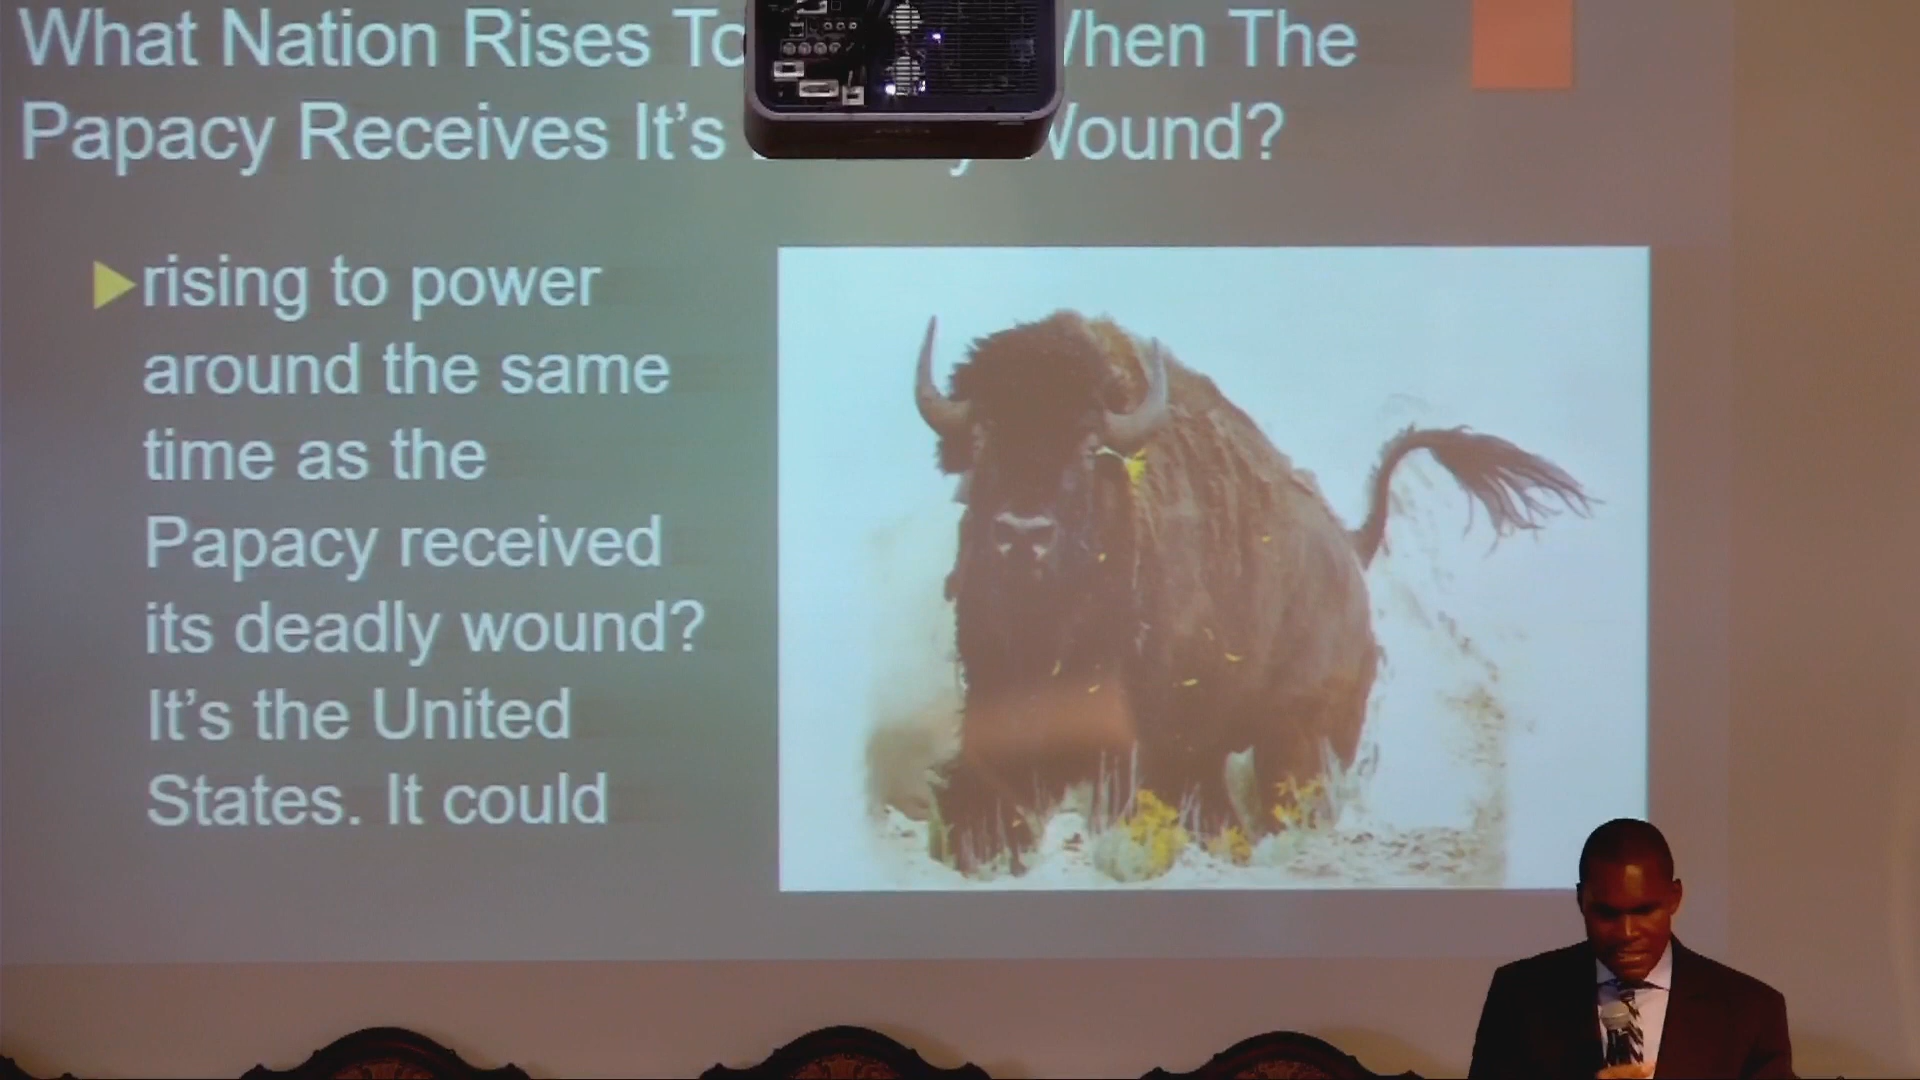 What Nation Rises To When The
Papacy Receives It's Wound?
rising to power
around the same
time as the
Papacy received
its deadly wound?
It's the United
States. It could